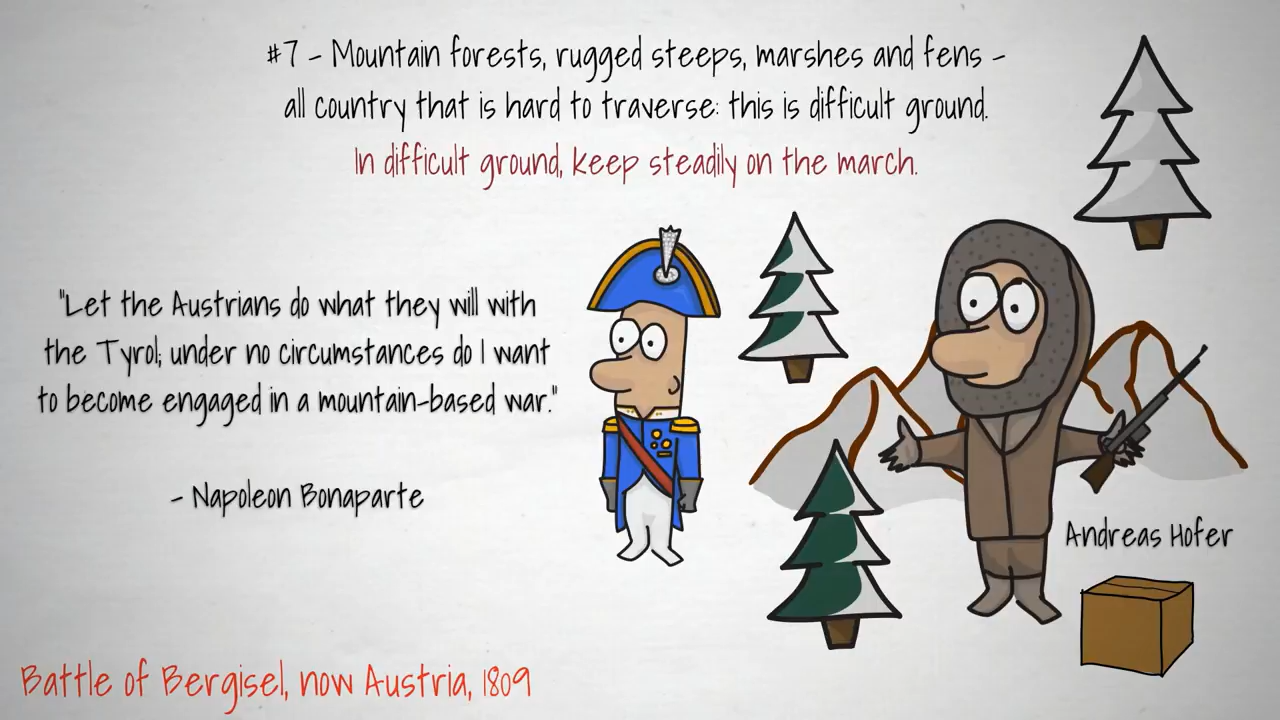 #7 - Mountain forests, rugged steeps, marshes and fens -
all country that is hard to traverse: this is difficult ground.
In difficult ground, keep steadily on the march.
"Let the Austrians do what they will with
the Tyrol; under no circumstances do I want
to become engaged in a mountain-based war."
- Napoleon Bonaparte
Andreas Hofer
Battle of Bergisel, now Austria, 1809